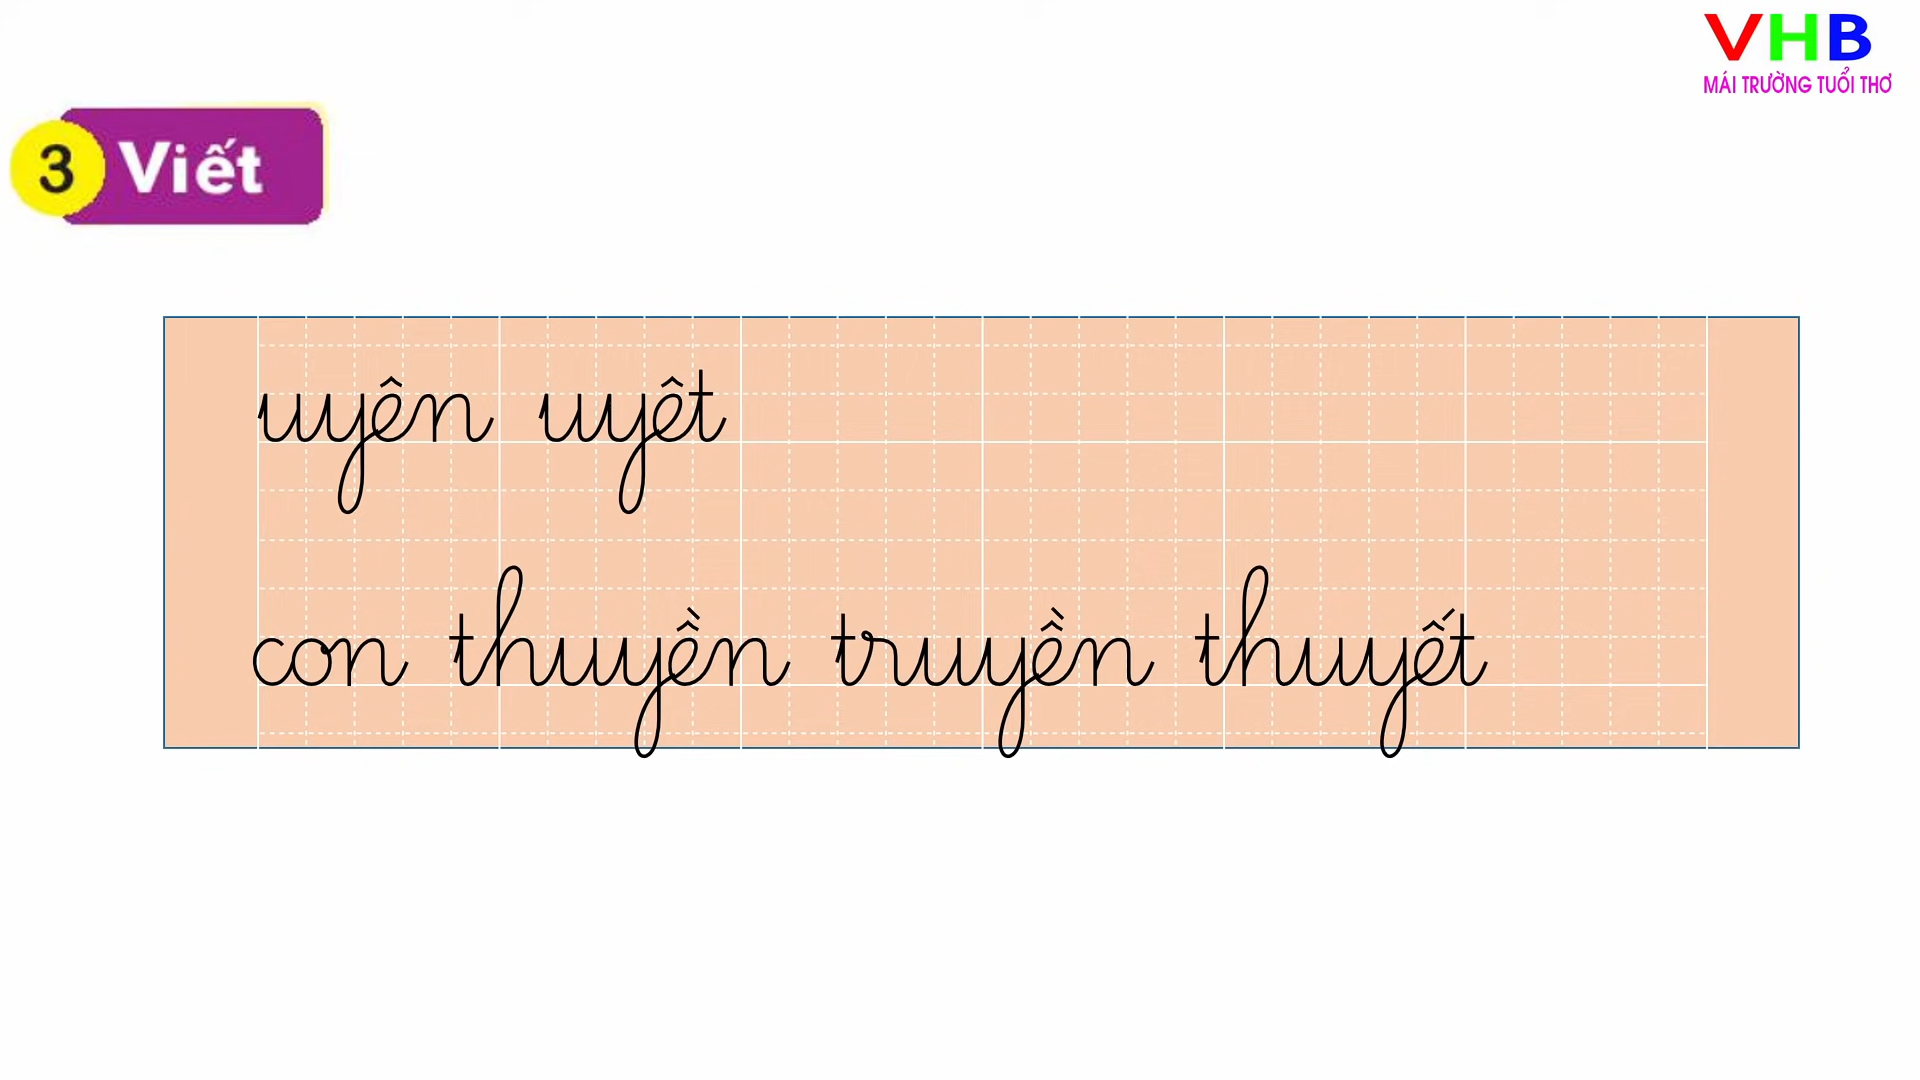 VHB
MÁI TRƯỜNG TUỔI THƠ
3 Viết
uyên uyêt
con thuyền truyền thuyết